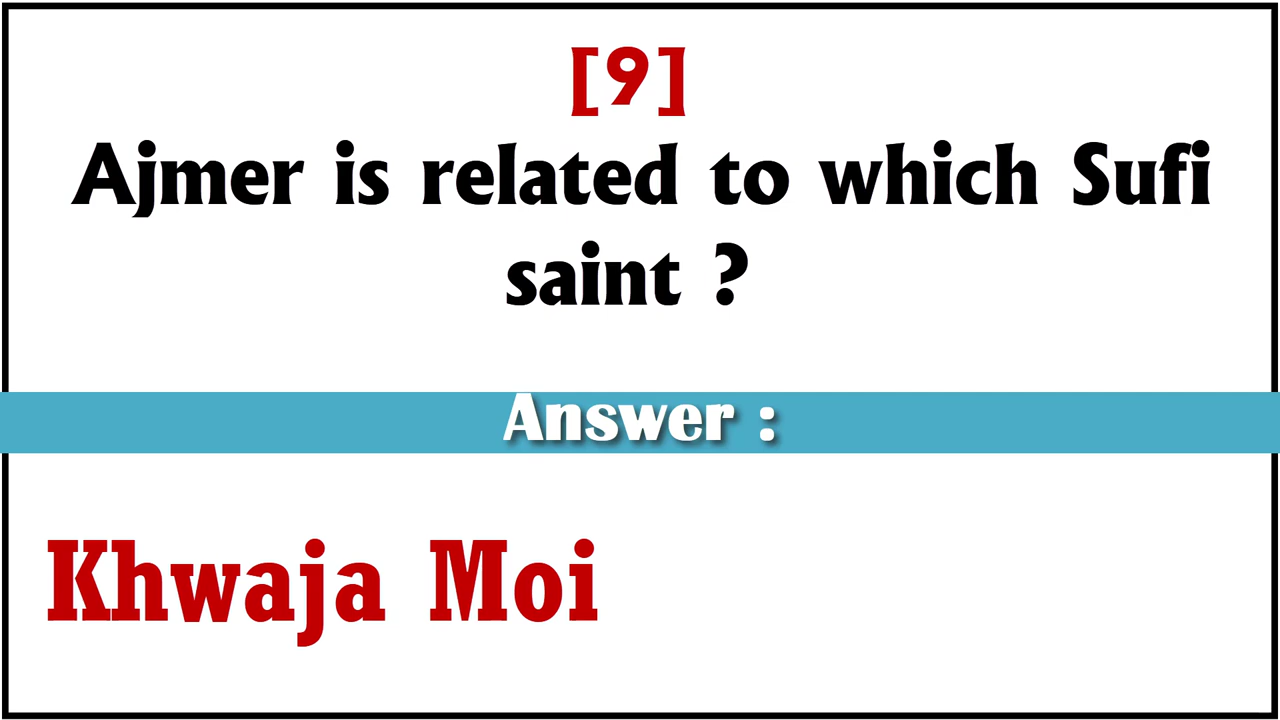 [9]
Ajmer is related to which Sufi
saint ?
Answer :
Khwaja Moi